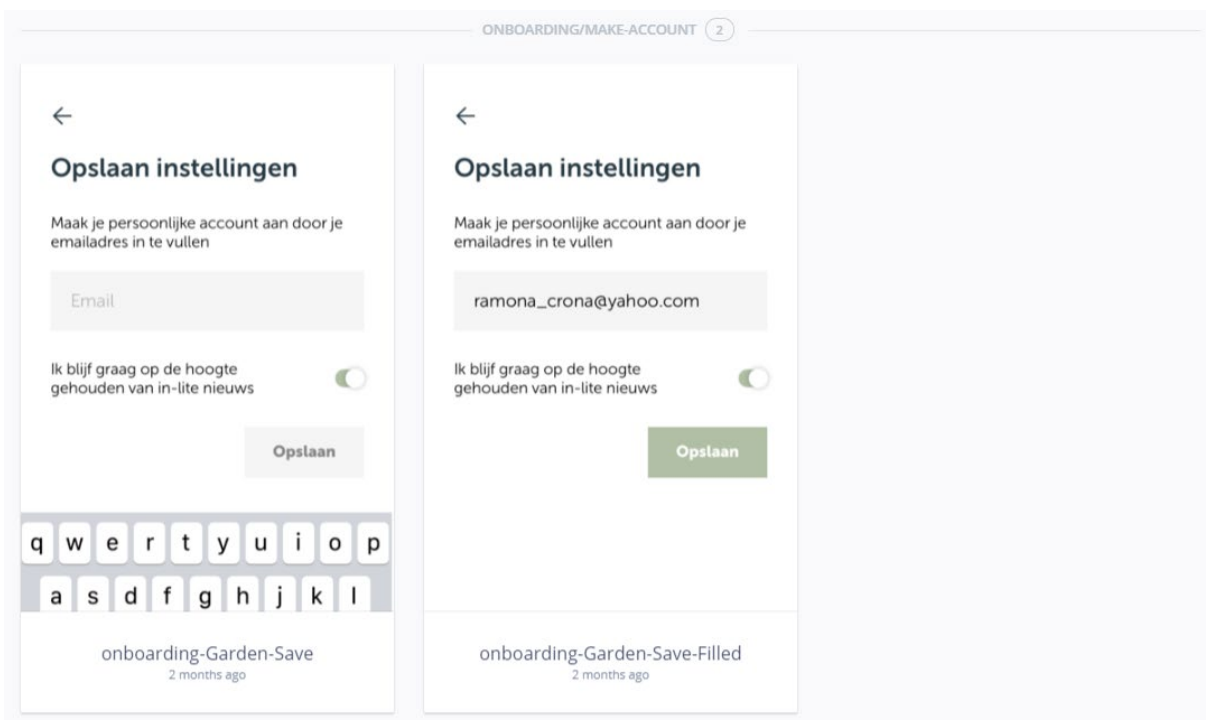 ONBOARDING/MAKE-ACCOUNT 2
Opslaan instellingen
Maak je persoonlijke account aan door je
emailadres in te vullen
Email
Ik blijf graag op de hoogte
gehouden van in-lite nieuws
Opslaan
q w e r t y u i o p
a s d f g h j k l
onboarding-Garden-Save
2 months ago
Opslaan instellingen
Maak je persoonlijke account aan door je
emailadres in te vullen
ramona_crona@yahoo.com
Ik blijf graag op de hoogte
gehouden van in-lite nieuws
Opslaan
onboarding-Garden-Save-Filled
2 months ago